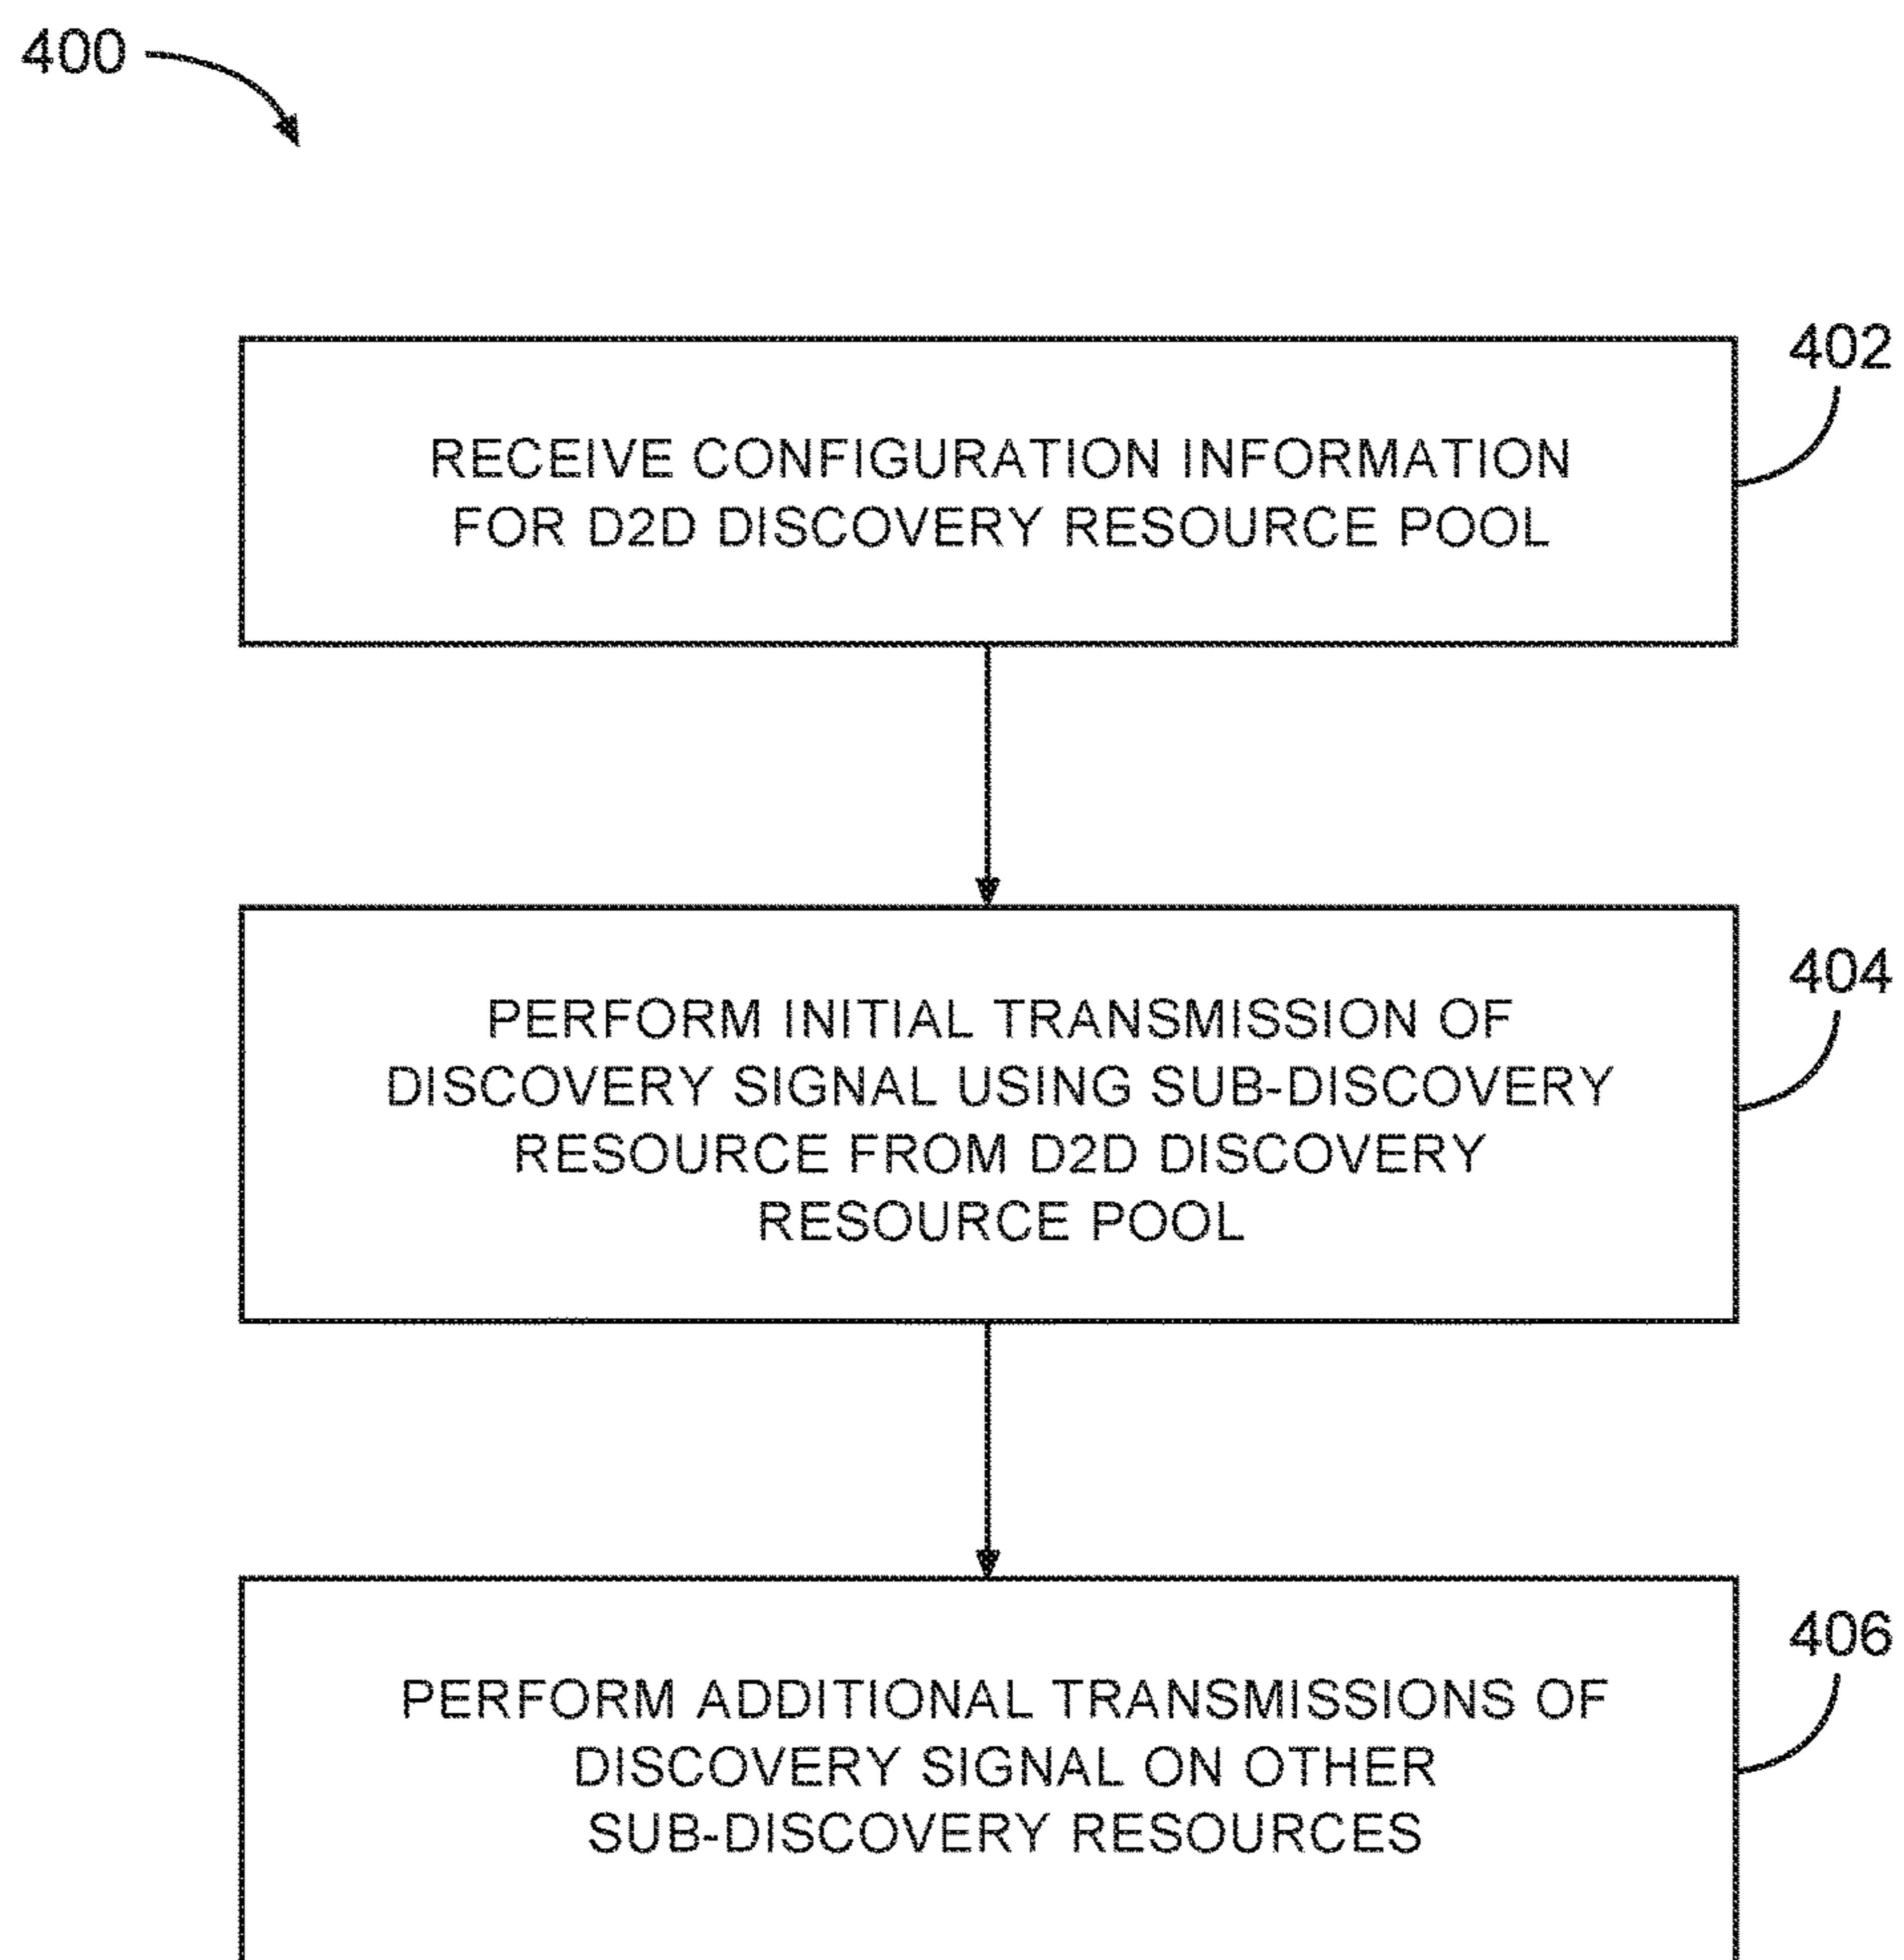 400
402
RECEIVE CONFIGURATION INFORMATION
FOR D2D DISCOVERY RESOURCE POOL
404
PERFORM INITIAL TRANSMISSION OF
DISCOVERY SIGNAL USING SUB-DISCOVERY
RESOURCE FROM D2D DISCOVERY
RESOURCE POOL
406
PERFORM ADDITIONAL TRANSMISSIONS OF
DISCOVERY SIGNAL ON OTHER
SUB-DISCOVERY RESOURCES